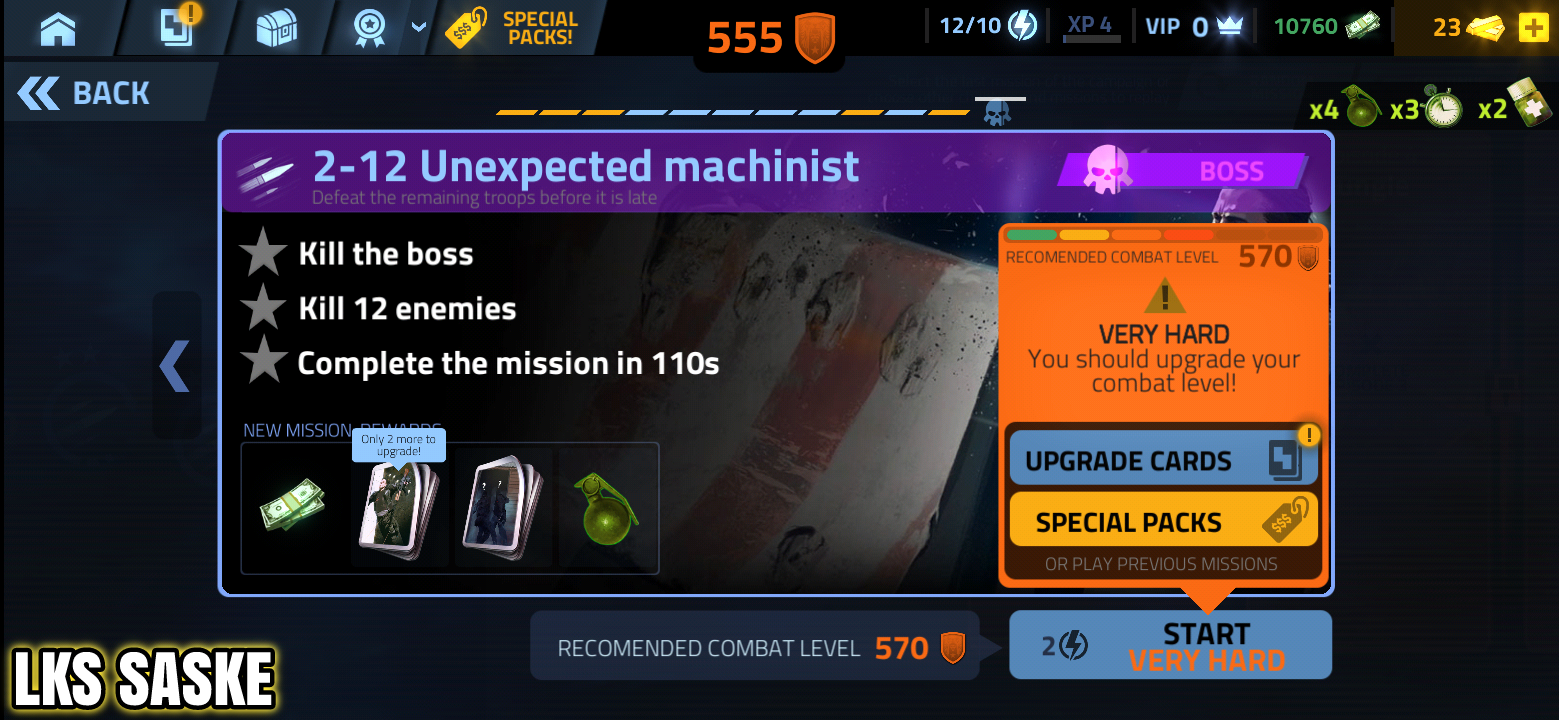 SPECIAL
PACKS!
555
12/10
XP 4
VIP 0
10760
23
BACK
x4
x3
x2
2-12 Unexpected machinist
Defeat the remaining troops before it is late
BOSS
Kill the boss
Kill 12 enemies
Complete the mission in 110s
RECOMENDED COMBAT LEVEL 570
VERY HARD
You should upgrade your
combat level!
NEW MISSION REWARDS
Only 2 more to
upgrade!
UPGRADE CARDS
SPECIAL PACKS
OR PLAY PREVIOUS MISSIONS
RECOMENDED COMBAT LEVEL 570
2
START
VERY HARD
LKS SASKE